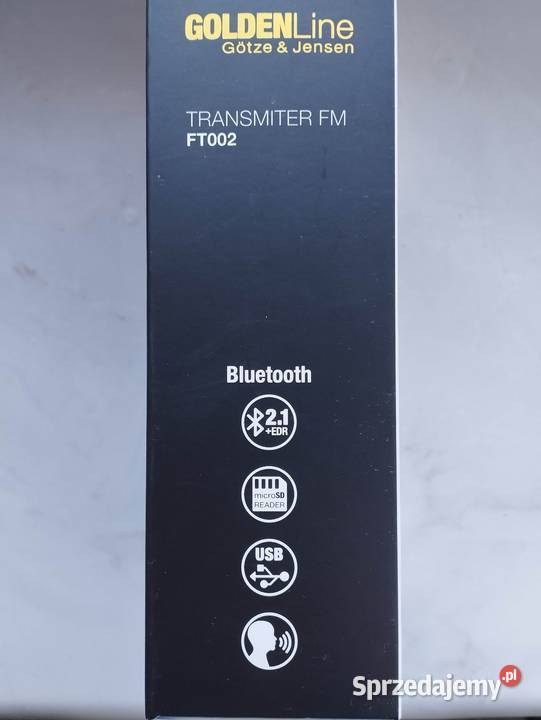 GOLDENLine
Götze & Jensen
TRANSMITER FM
FT002
Bluetooth
2.1
+EDR
microSD
READER
USB
Sprzedajemy.pl